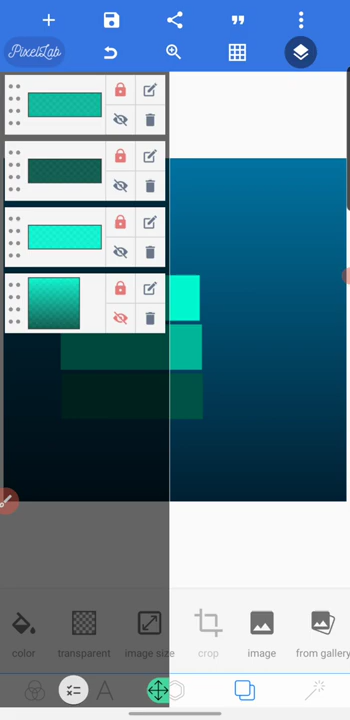 PixelLab
color
transparent
image size
crop
image
from gallery